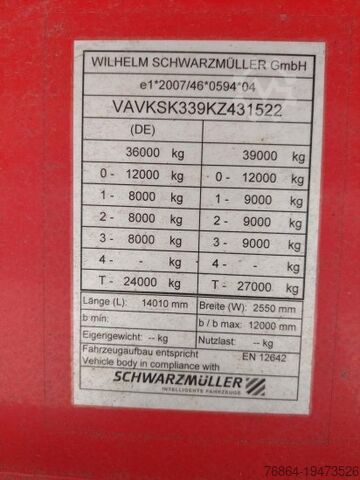 WILHELM SCHWARZMÜLLER GmbH
e1*2007/46*0594*04
VAVKSK339KZ431522
(DE)
36000 kg 39000 kg
0 - 12000 kg 0 - 12000 kg
1 - 8000 kg 1 - 9000 kg
2 - 8000 kg 2 - 9000 kg
3 - 8000 kg 3 - 9000 kg
4 - - kg 4 - - kg
T - 24000 kg T - 27000 kg
Länge (L): 14010 mm Breite (W): 2550 mm
b min: b / b max: 12000 mm
Eigengewicht: -- kg Nutzlast: -- kg
Fahrzeugaufbau entspricht EN 12642
Vehicle body in compliance with
SCHWARZMÜLLER
INTELLIGENTE FAHRZEUGE
76864-19473526